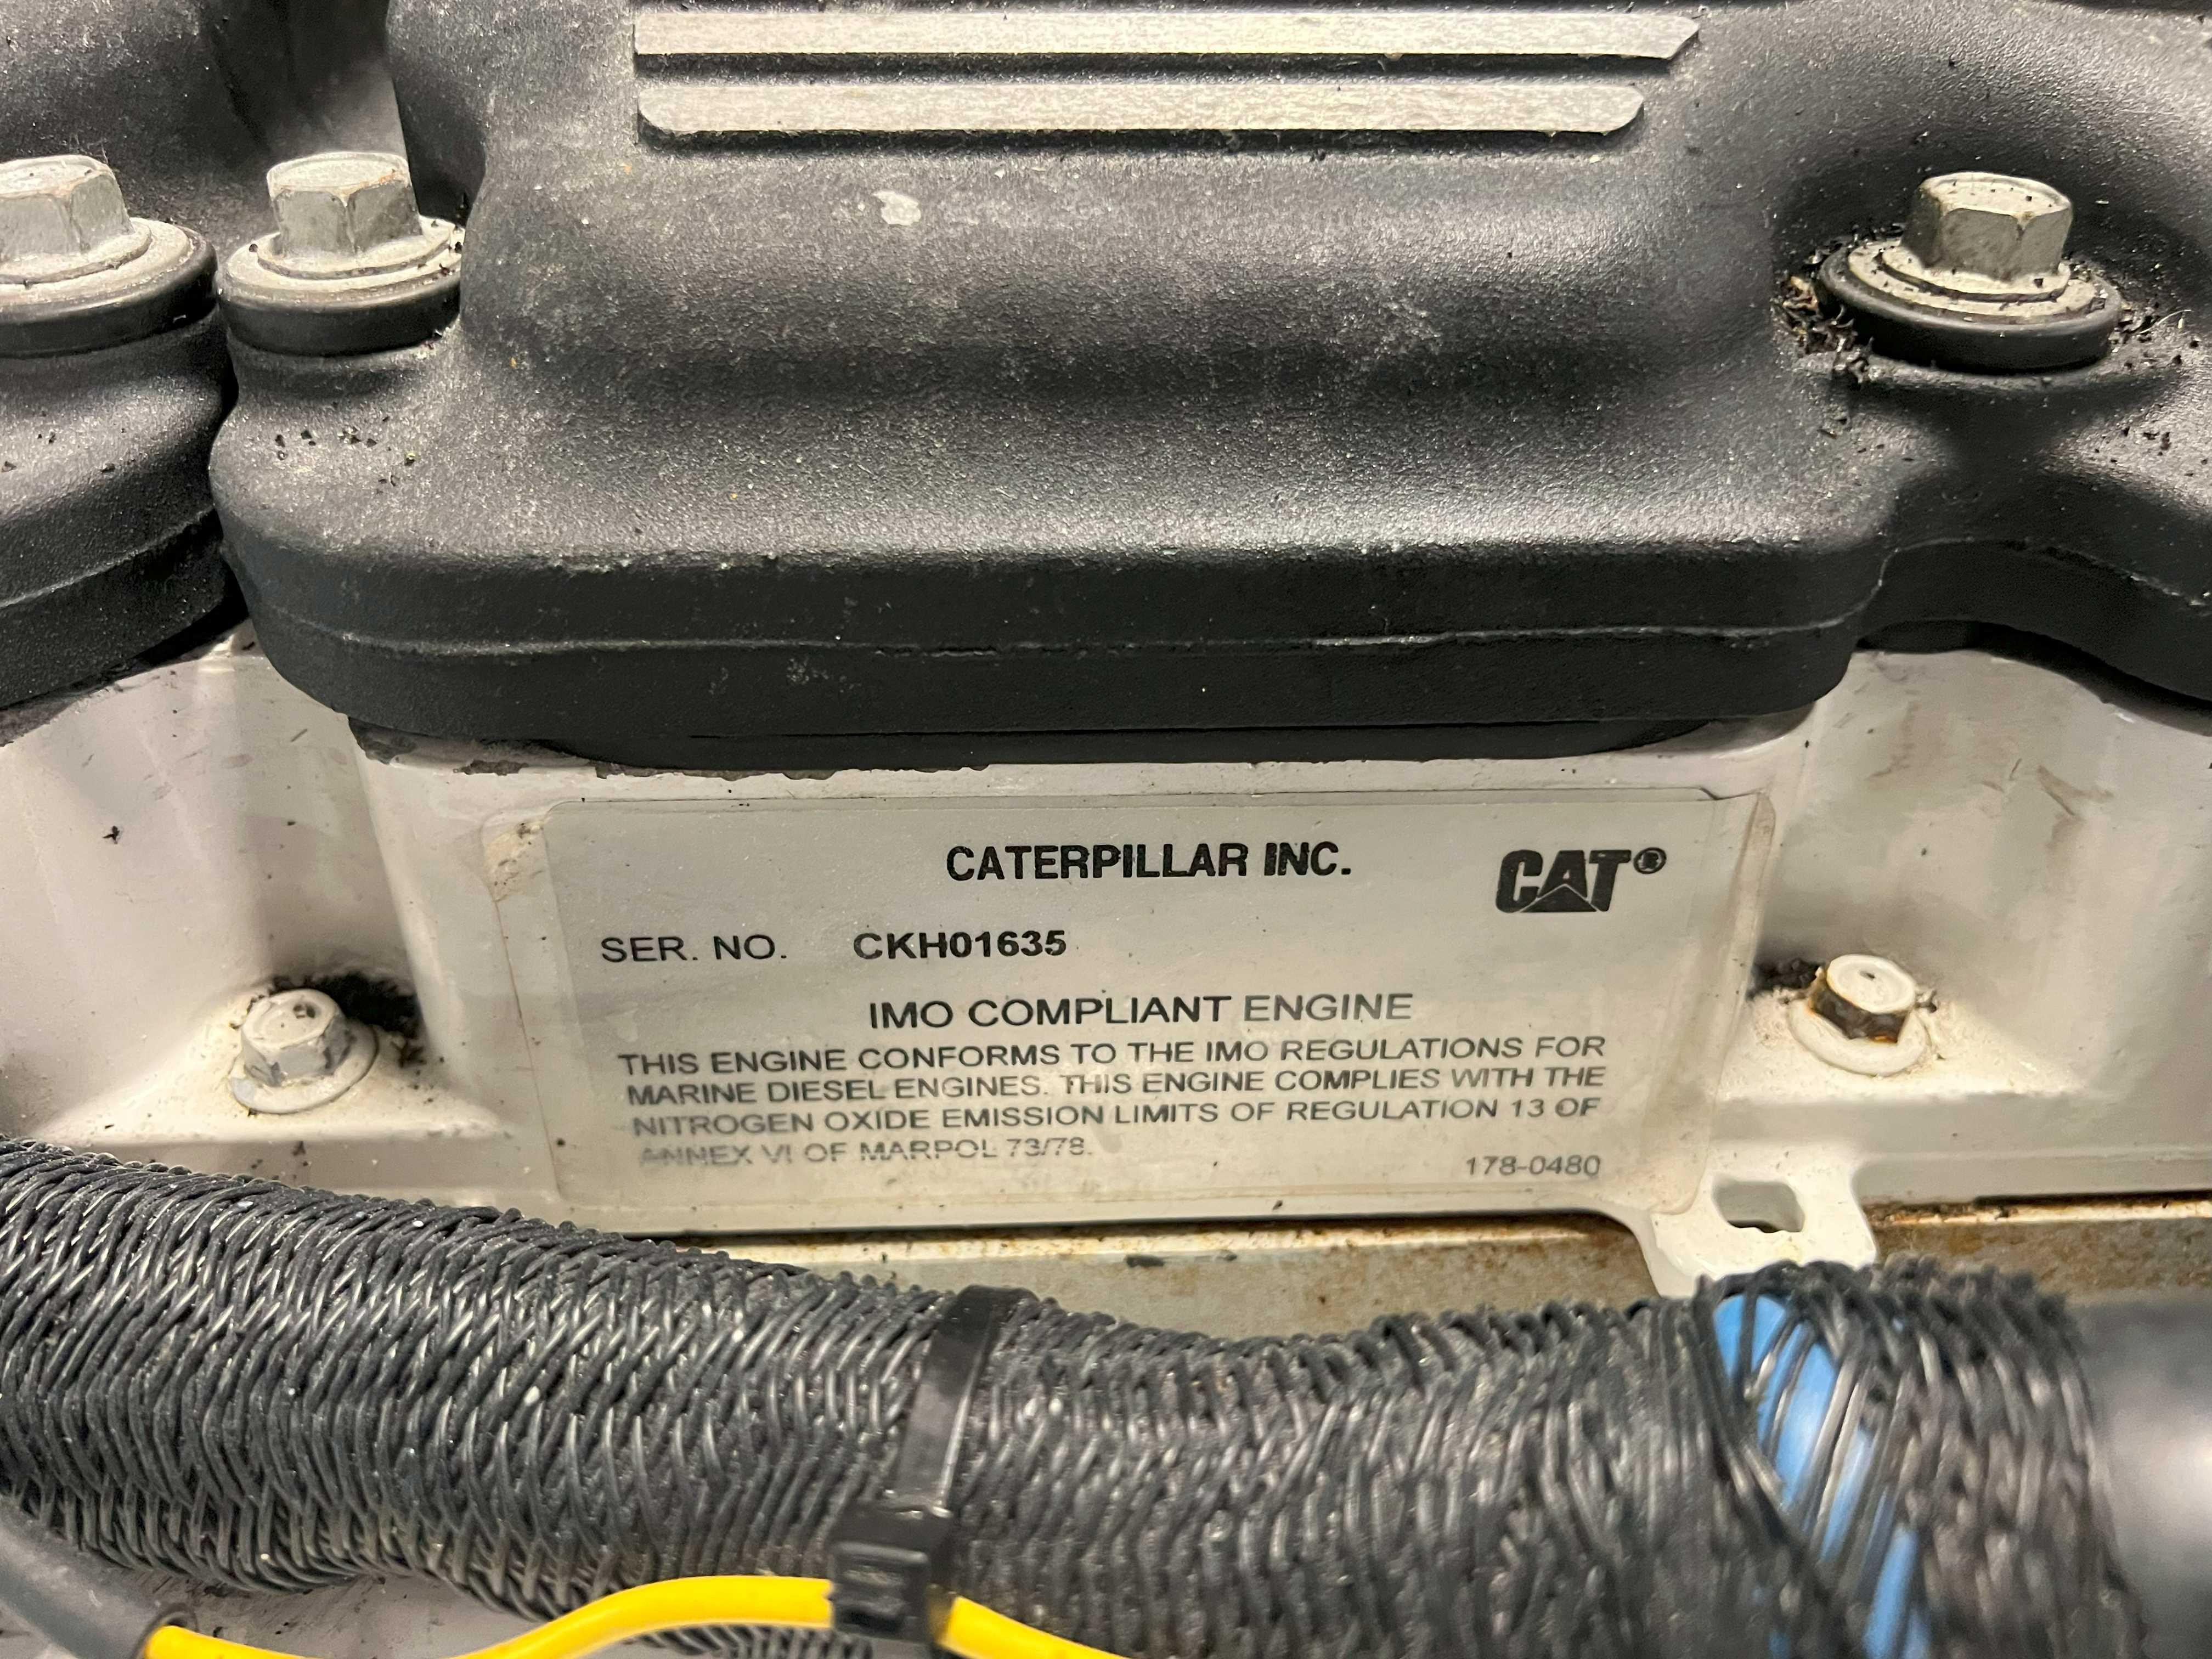 CATERPILLAR INC.
CAT®
SER. NO. CKH01635
IMO COMPLIANT ENGINE
THIS ENGINE CONFORMS TO THE IMO REGULATIONS FOR
MARINE DIESEL ENGINES. THIS ENGINE COMPLIES WITH THE
NITROGEN OXIDE EMISSION LIMITS OF REGULATION 13 OF
ANNEX VI OF MARPOL 73/78.
178-0480